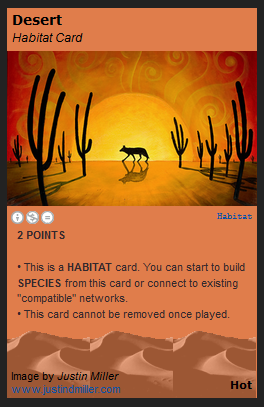 Desert
Habitat Card
Habitat
2 POINTS
• This is a HABITAT card. You can start to build
SPECIES from this card or connect to existing
"compatible" networks.
• This card cannot be removed once played.
Image by Justin Miller
www.justindmiller.com
Hot